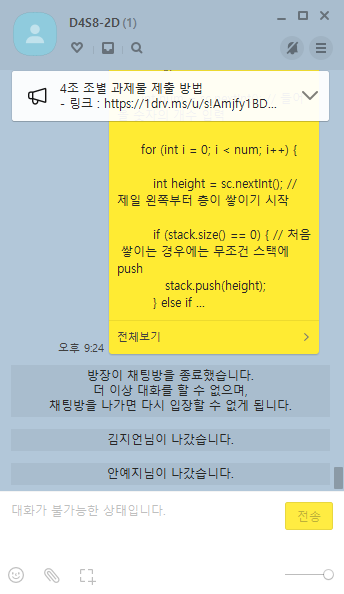 D4S8-2D (1)
4조 조별 과제물 제출 방법
- 링크 : https://1drv.ms/u/s!Amjfy1BD...
for (int i = 0; i < num; i++) {
int height = sc.nextInt(); //
제일 왼쪽부터 층이 쌓이기 시작
if (stack.size() == 0) { // 처음
쌓이는 경우에는 무조건 스택에
push
stack.push(height);
} else if ...
전체보기
오후 9:24
방장이 채팅방을 종료했습니다.
더 이상 대화를 할 수 없으며,
채팅방을 나가면 다시 입장할 수 없게 됩니다.
김지언님이 나갔습니다.
안예지님이 나갔습니다.
대화가 불가능한 상태입니다.
전송